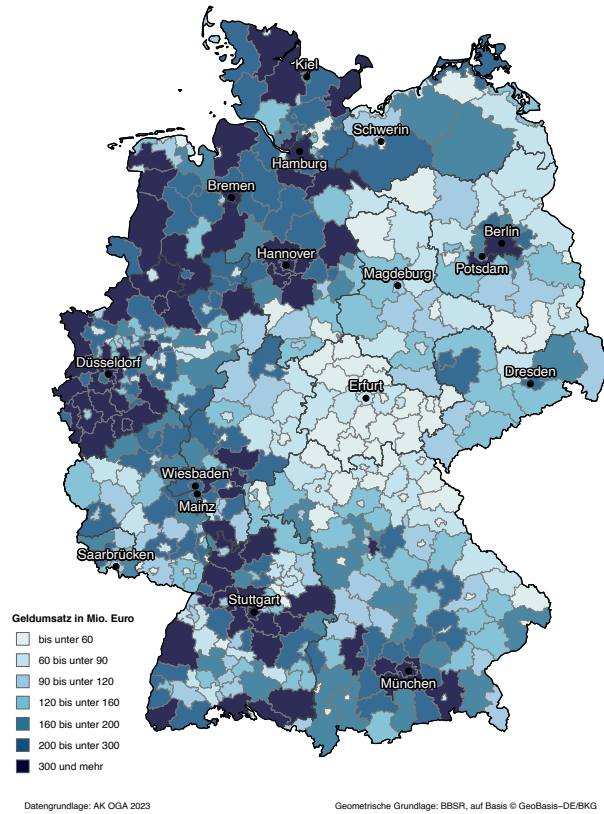 Kiel
Schwerin
Hamburg
Bremen
Berlin
Hannover
Potsdam
Magdeburg
Düsseldorf
Dresden
Erfurt
Wiesbaden
Mainz
Saarbrücken
Stuttgart
München
Geldumsatz in Mio. Euro
bis unter 60
60 bis unter 90
90 bis unter 120
120 bis unter 160
160 bis unter 200
200 bis unter 300
300 und mehr
Datengrundlage: AK OGA 2023
Geometrische Grundlage: BBSR, auf Basis © GeoBasis−DE/BKG